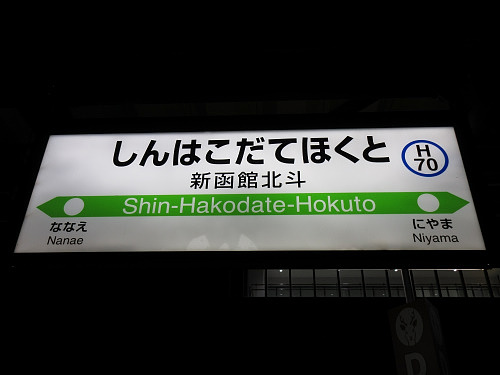 しんはこだてほくと
H
70
新函館北斗
Shin-Hakodate-Hokuto
ななえ
Nanae
にやま
Niyama
D